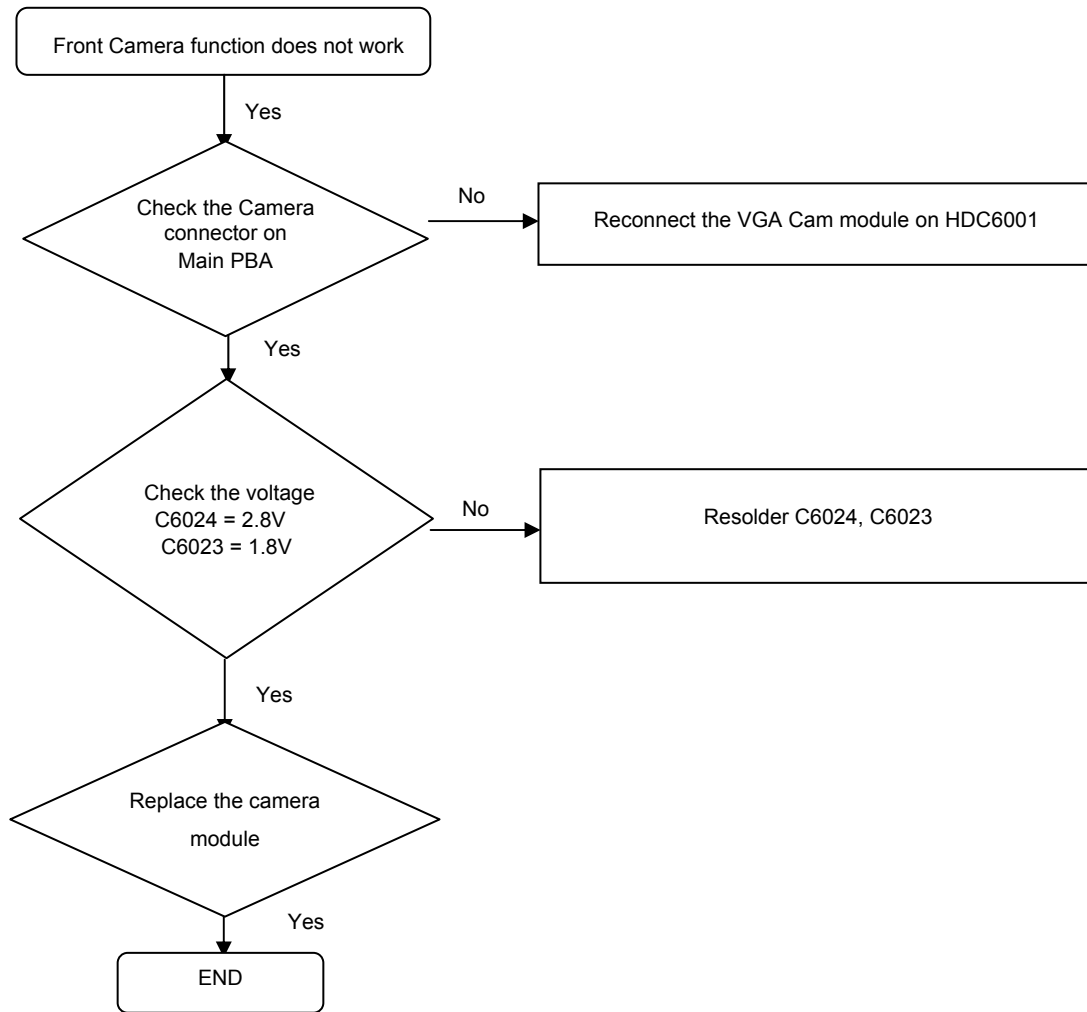 Front Camera function does not work
Yes
Check the Camera
connector on
Main PBA
No
Reconnect the VGA Cam module on HDC6001
Yes
Check the voltage
C6024 = 2.8V
C6023 = 1.8V
No
Resolder C6024, C6023
Yes
Replace the camera
module
Yes
END